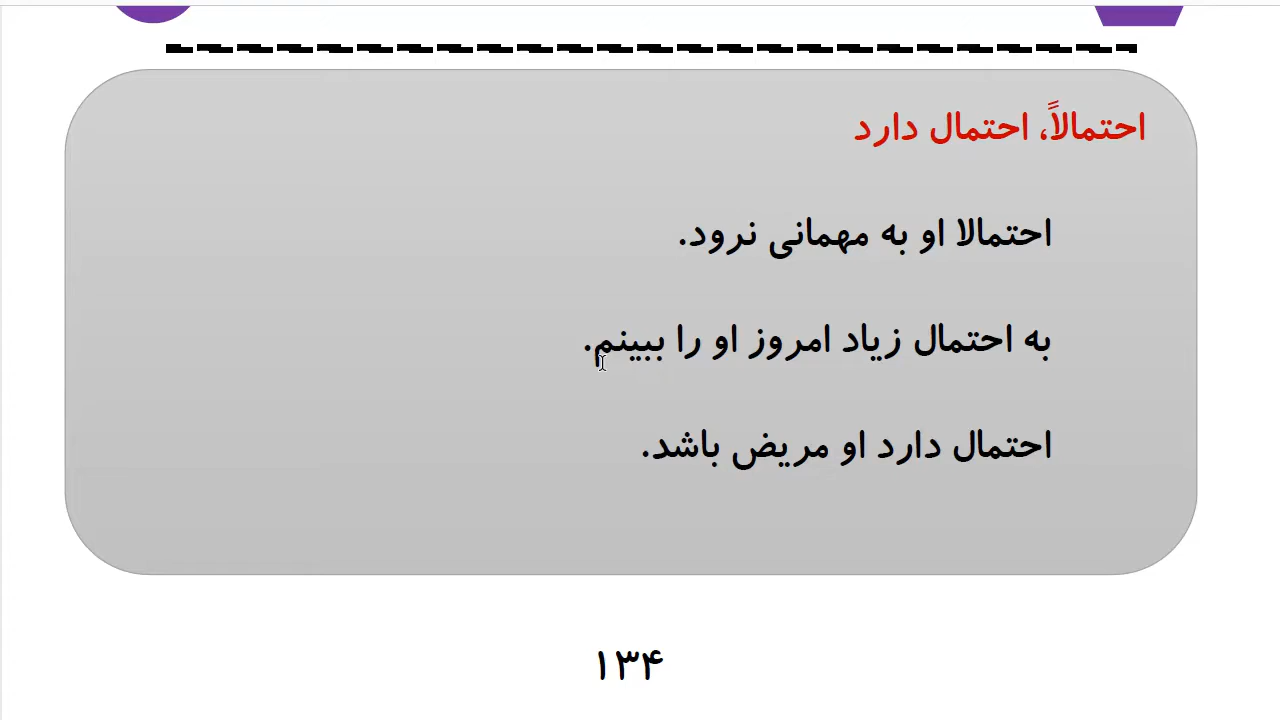 احتمالاً، احتمال دارد
احتمالا او به مهمانی نرود.
به احتمال زیاد امروز او را ببینم.
احتمال دارد او مریض باشد.
۱۳۴